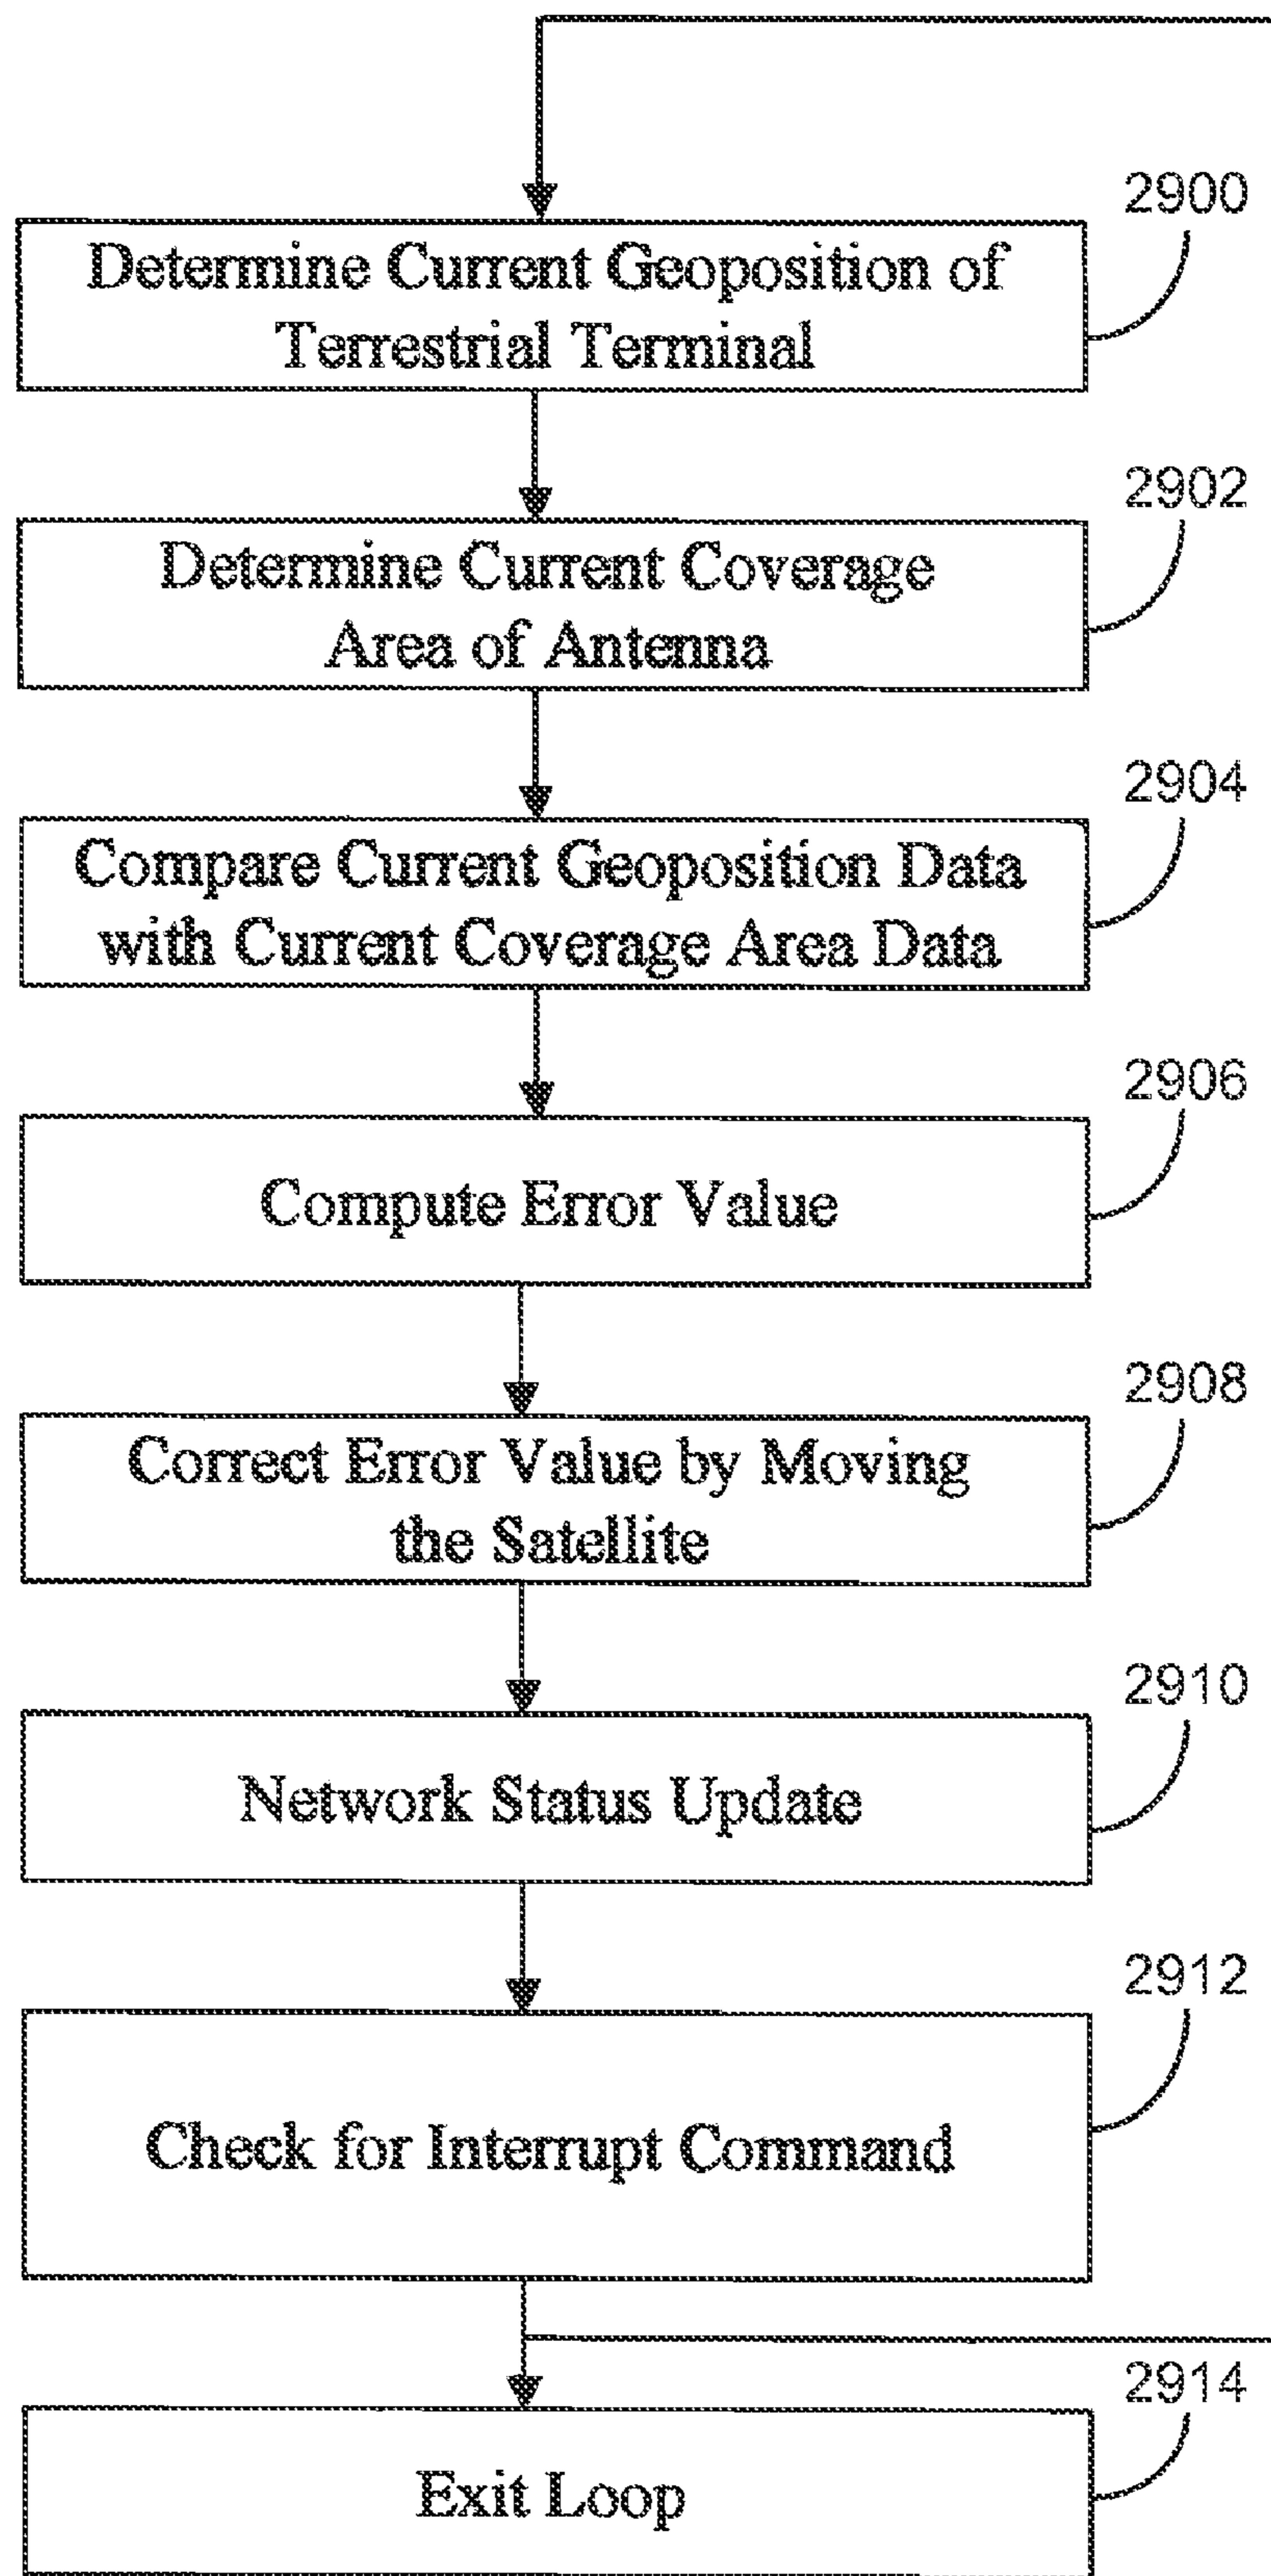 2900
Determine Current Geoposition of
Terrestrial Terminal
2902
Determine Current Coverage
Area of Antenna
2904
Compare Current Geoposition Data
with Current Coverage Area Data
2906
Compute Error Value
2908
Correct Error Value by Moving
the Satellite
2910
Network Status Update
2912
Check for Interrupt Command
2914
Exit Loop